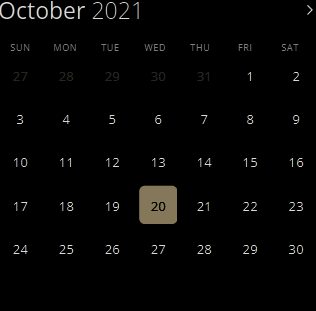 October 2021
SUN MON TUE WED THU FRI SAT
27 28 29 30 31 1 2
3 4 5 6 7 8 9
10 11 12 13 14 15 16
17 18 19 20 21 22 23
24 25 26 27 28 29 30